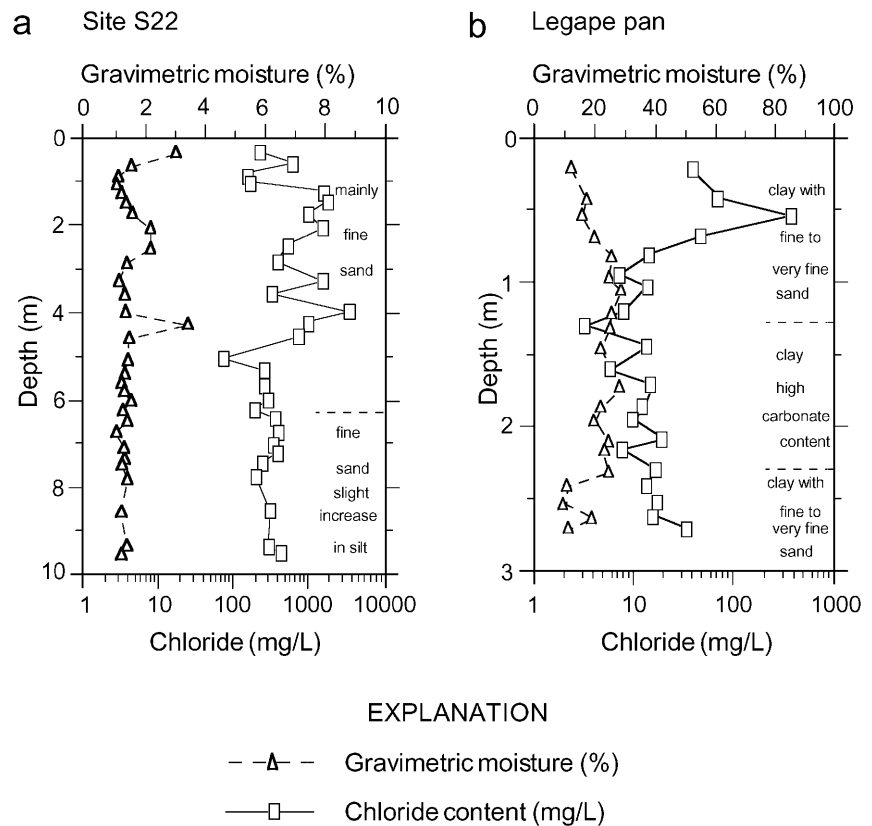 a Site S22
Gravimetric moisture (%)
0 2 4 6 8 10
0
2
4
6
8
10
Depth (m)
mainly
fine
sand
fine
sand
slight
increase
in silt
1 10 100 1000 10000
Chloride (mg/L)
b Legape pan
Gravimetric moisture (%)
0 20 40 60 80 100
0
1
2
3
Depth (m)
clay with
fine to
very fine
sand
clay
high
carbonate
content
clay with
fine to
very fine
sand
1 10 100 1000
Chloride (mg/L)
EXPLANATION
Gravimetric moisture (%)
Chloride content (mg/L)